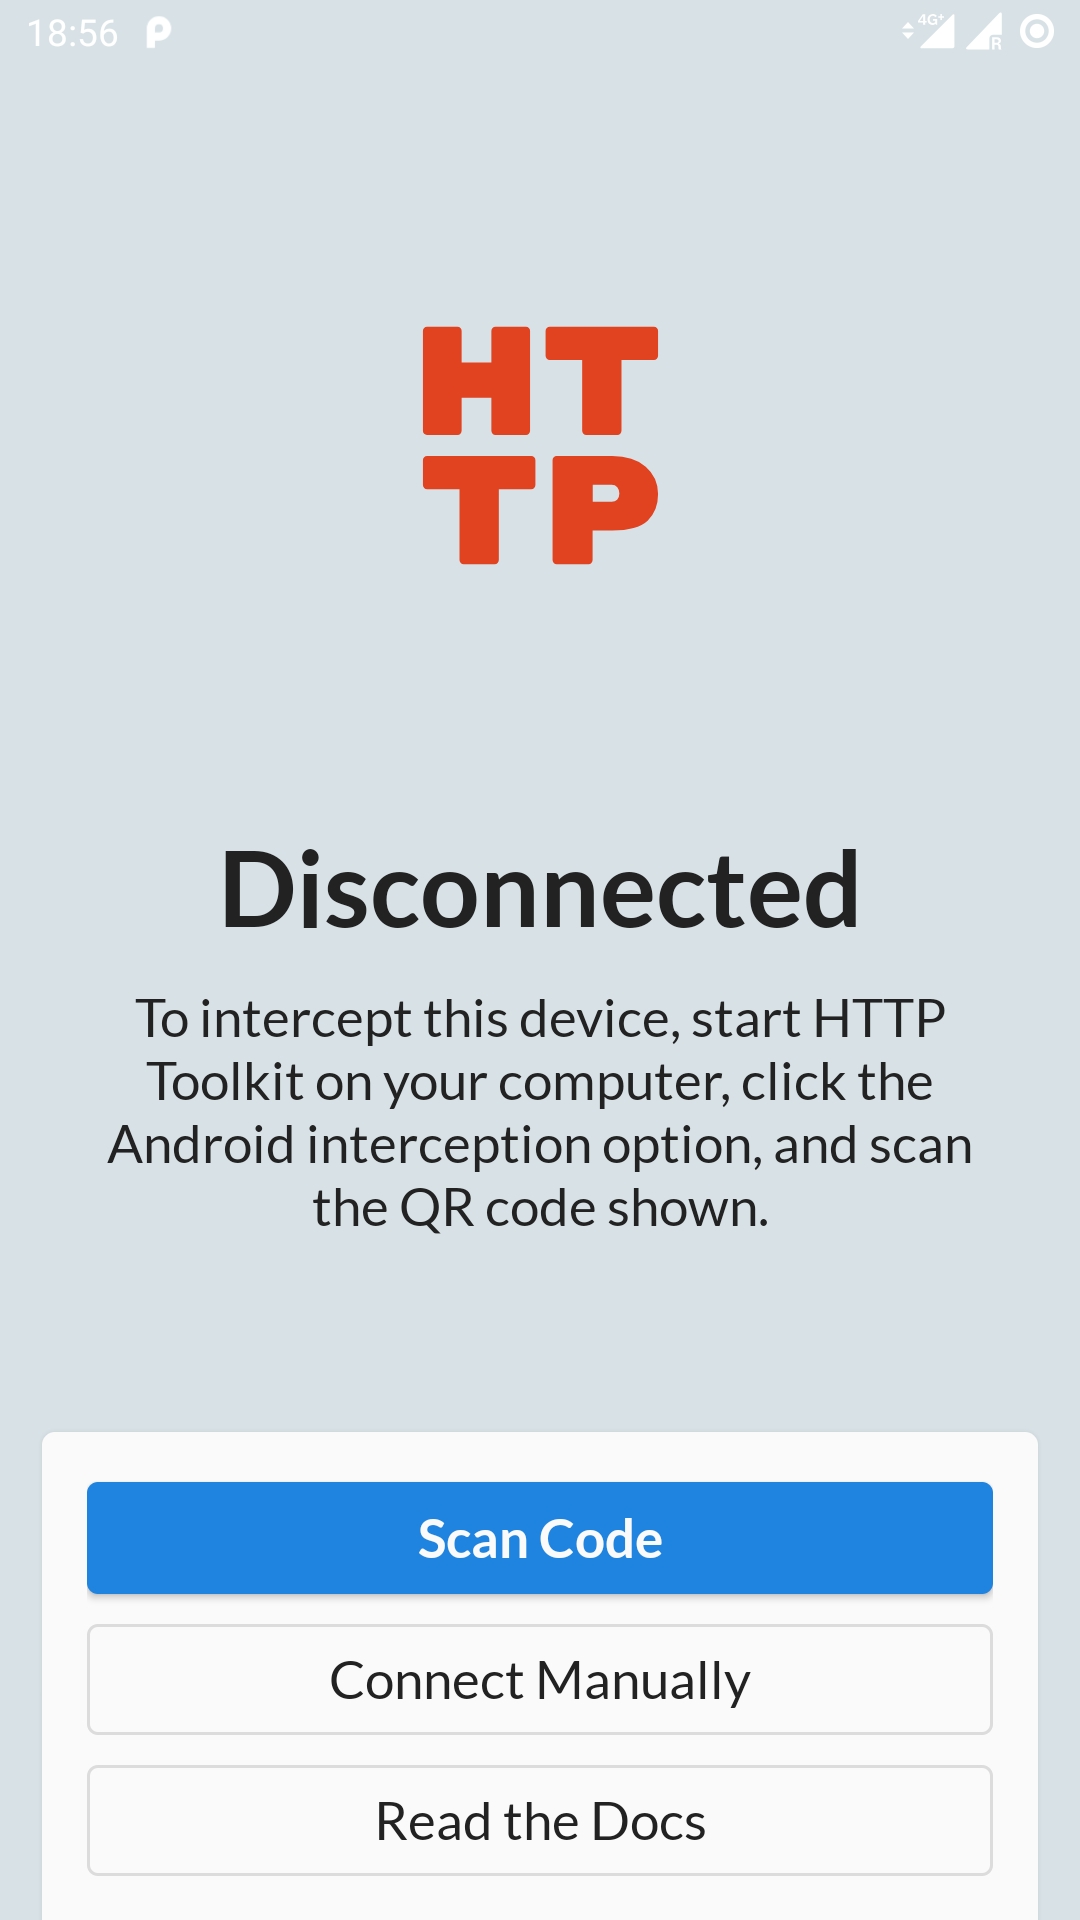 18:56
4G+
R
HT
TP
Disconnected
To intercept this device, start HTTP
Toolkit on your computer, click the
Android interception option, and scan
the QR code shown.
Scan Code
Connect Manually
Read the Docs